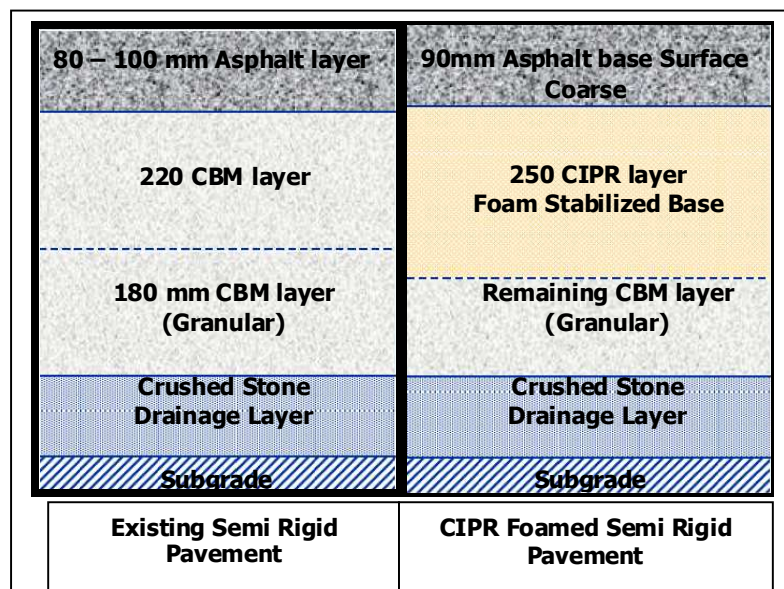 80 – 100 mm Asphalt layer
220 CBM layer
180 mm CBM layer
(Granular)
Crushed Stone
Drainage Layer
Subgrade
90mm Asphalt base Surface
Coarse
250 CIPR layer
Foam Stabilized Base
Remaining CBM layer
(Granular)
Crushed Stone
Drainage Layer
Subgrade
Existing Semi Rigid
Pavement
CIPR Foamed Semi Rigid
Pavement